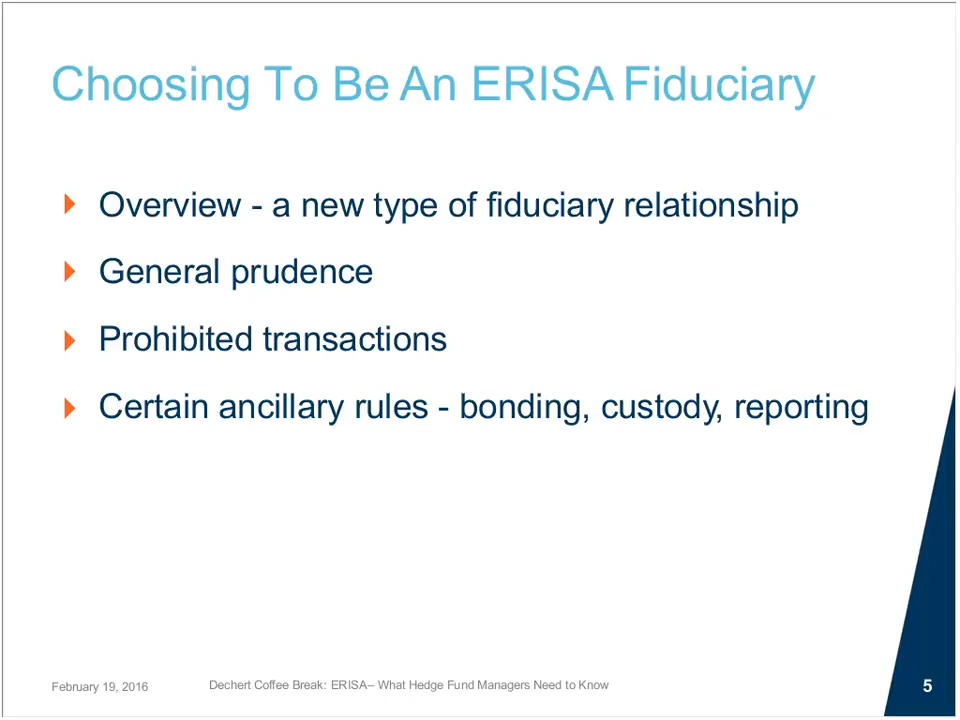 Choosing To Be An ERISA Fiduciary
Overview - a new type of fiduciary relationship
General prudence
Prohibited transactions
Certain ancillary rules - bonding, custody, reporting
February 19, 2016
Dechert Coffee Break: ERISA– What Hedge Fund Managers Need to Know
5